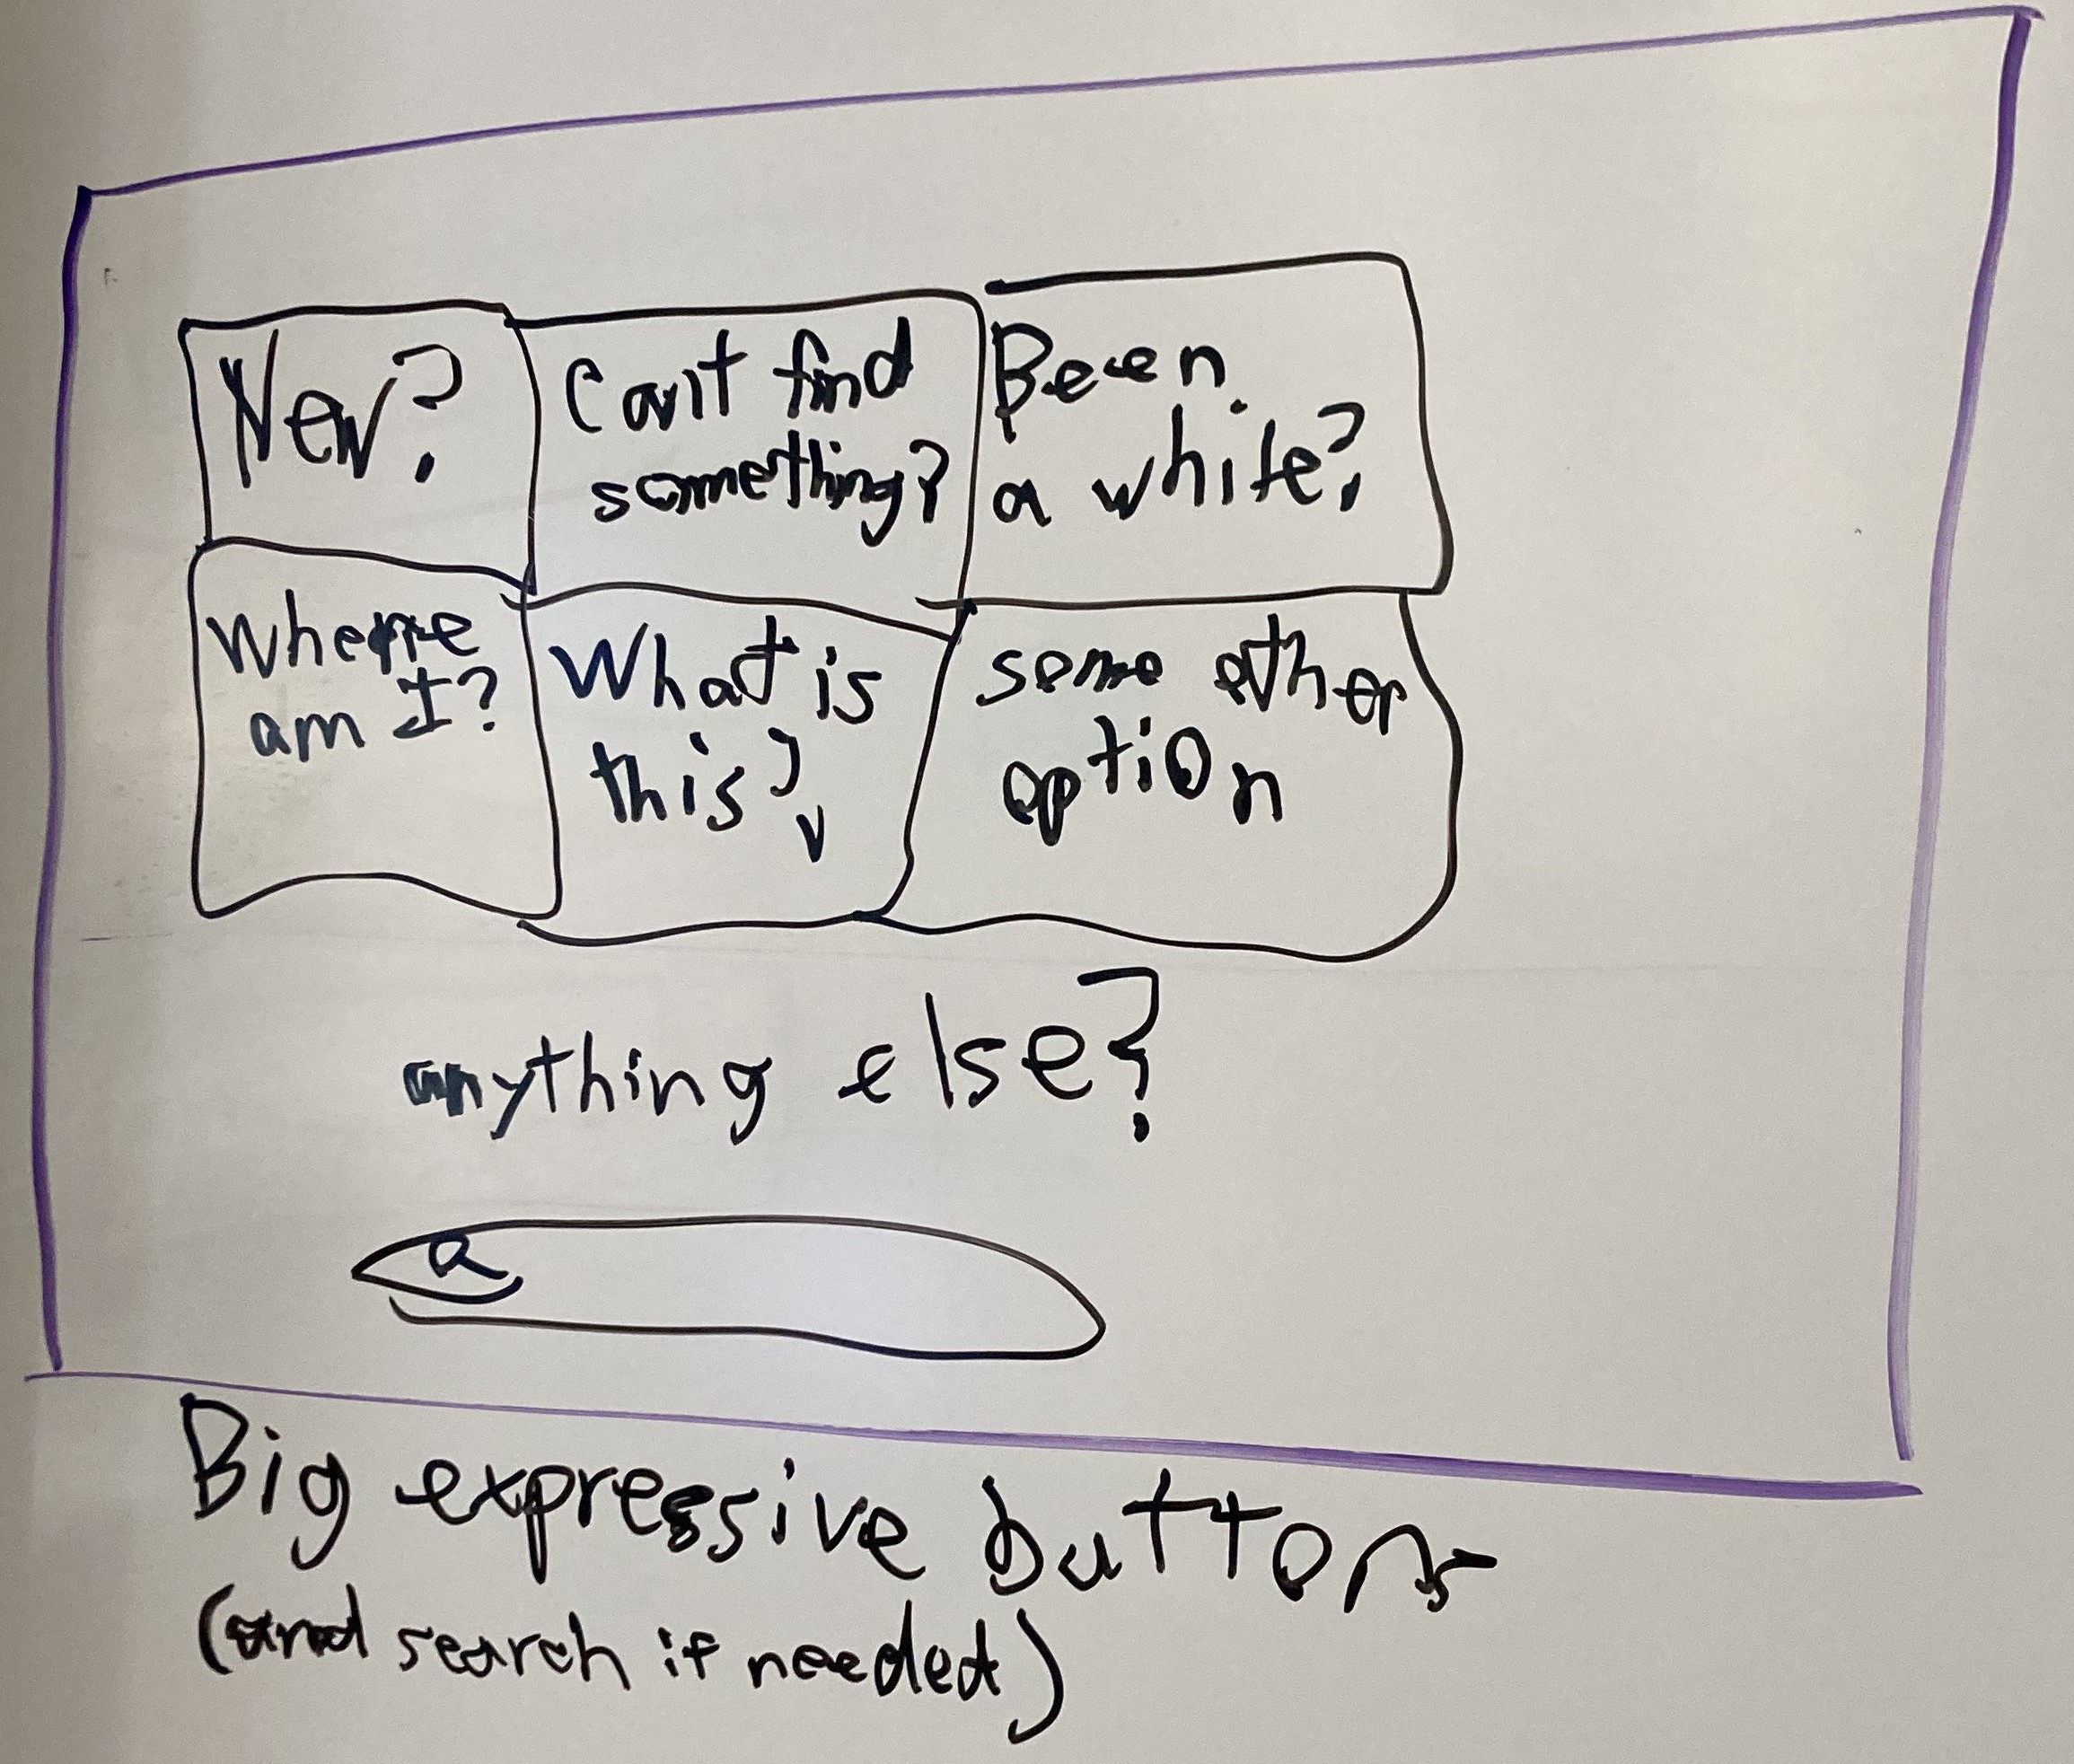 New?
Can't find
something?
Been
a while?
Where
am I?
What is
this?
some other
option
anything else?
Big expressive buttons
(and search if needed)